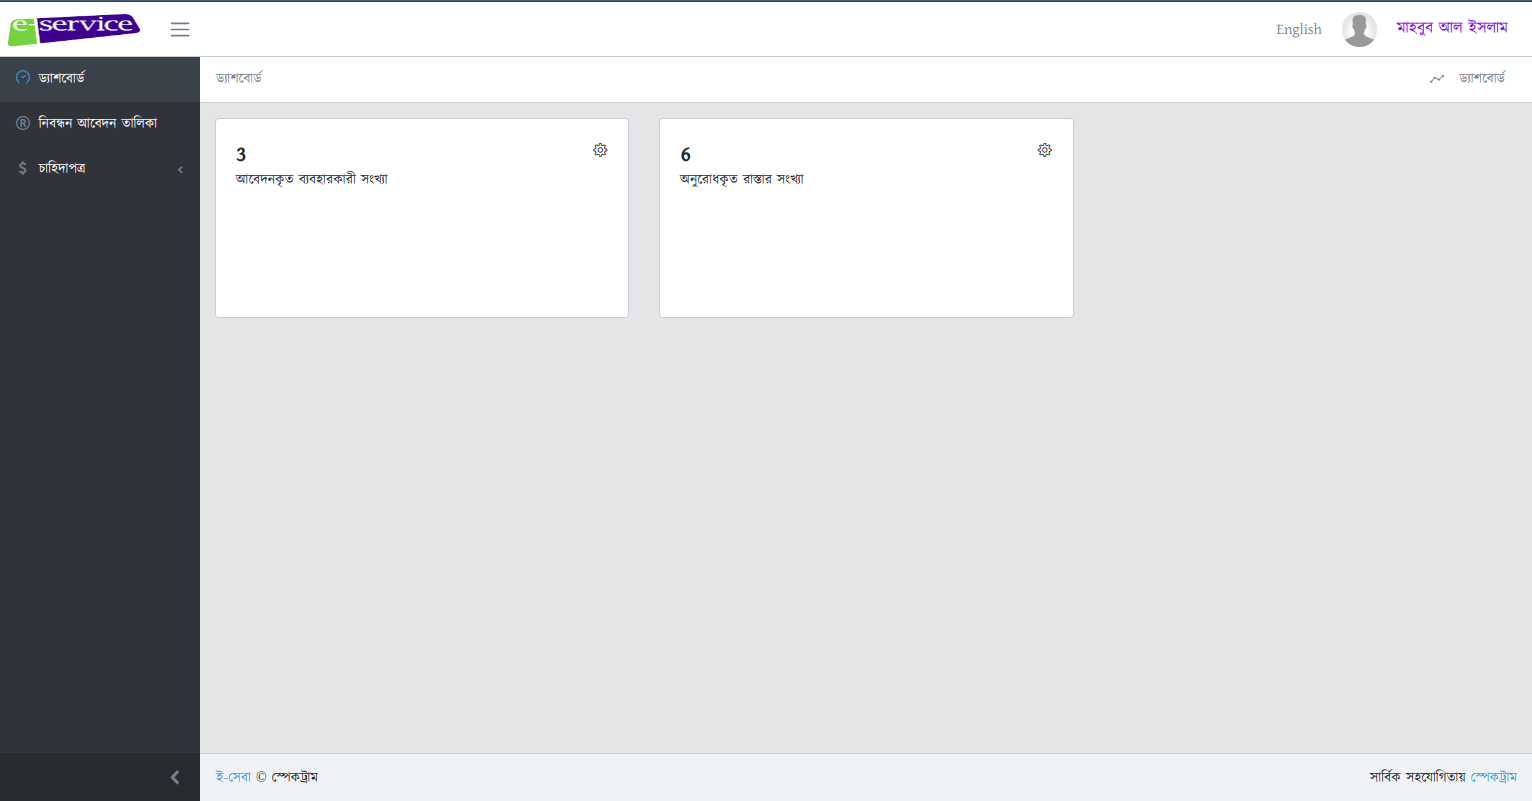 e-service
English
মাহবুব আল ইসলাম
ড্যাশবোর্ড
ড্যাশবোর্ড
ড্যাশবোর্ড
নিবন্ধন আবেদন তালিকা
চাহিদাপত্র
3
আবেদনকৃত ব্যবহারকারী সংখ্যা
6
অনুরোধকৃত রাস্তার সংখ্যা
ই-সেবা © স্পেকট্রাম
সার্বিক সহযোগিতায় স্পেকট্রাম